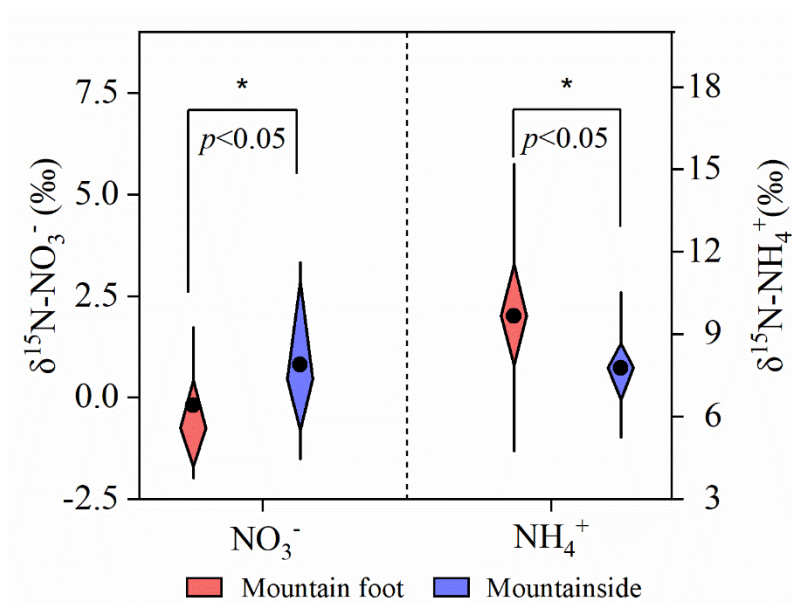 δ¹⁵N-NO₃⁻ (‰)
7.5
5.0
2.5
0.0
-2.5
*
p<0.05
*
p<0.05
18
15
12
9
6
3
δ¹⁵N-NH₄⁺(‰)
NO₃⁻
NH₄⁺
Mountain foot
Mountainside